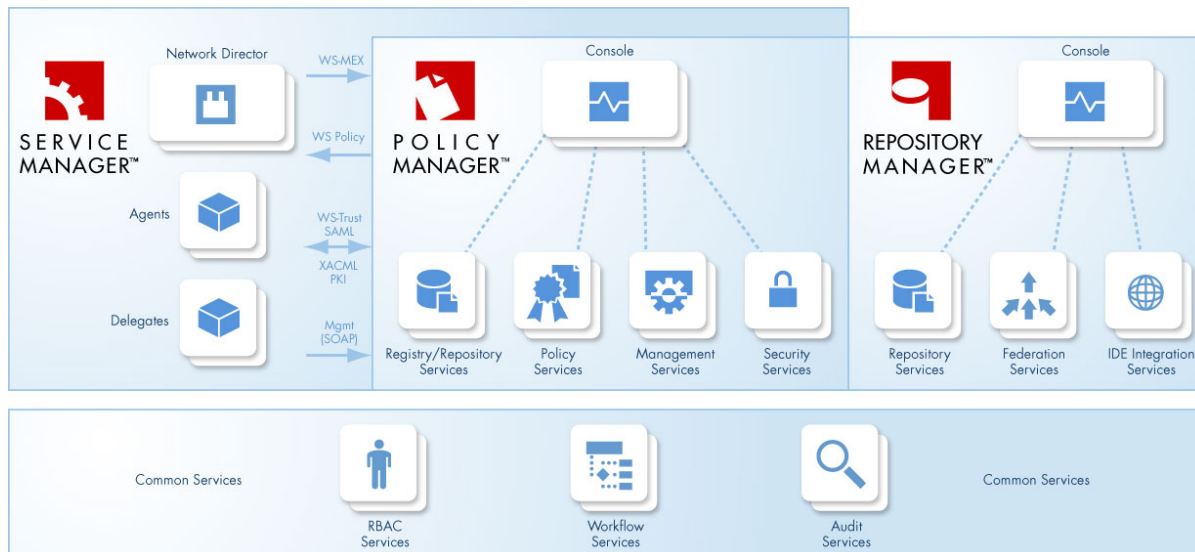 SERVICE
MANAGER™
Network Director
Agents
Delegates
WS-MEX
WS Policy
WS-Trust
SAML
XACML
PKI
Mgmt
(SOAP)
POLICY
MANAGER™
Console
Registry/Repository
Services
Policy
Services
Management
Services
Security
Services
REPOSITORY
MANAGER™
Console
Repository
Services
Federation
Services
IDE Integration
Services
Common Services
RBAC
Services
Workflow
Services
Audit
Services
Common Services